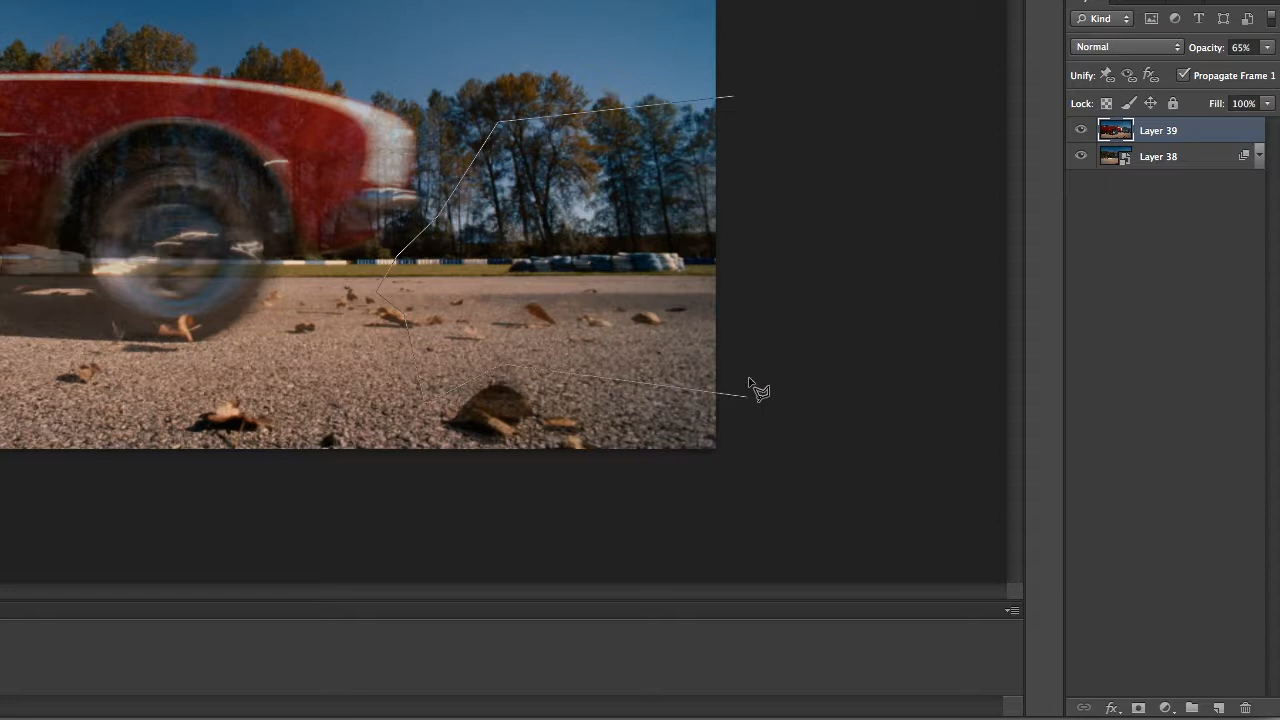 Kind
Normal Opacity: 65%
Unify: Propagate Frame 1
Lock: Fill: 100%
Layer 39
Layer 38